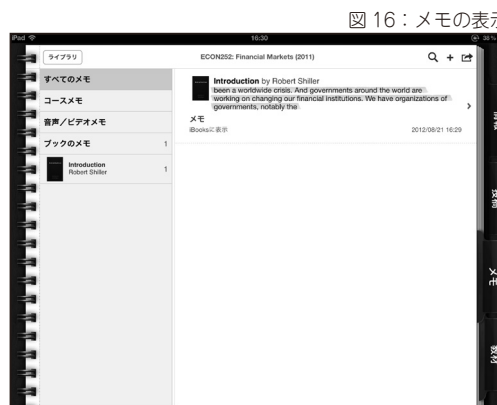 図 16：メモの表示
iPad
16:30
38%
ライブラリ
ECON252: Financial Markets (2011)
すべてのメモ
コースメモ
音声／ビデオメモ
ブックのメモ 1
Introduction
Robert Shiller
1
Introduction by Robert Shiller
been a worldwide crisis. And governments around the world are
working on changing our financial institutions. We have organizations of
governments, notably the
メモ
iBooksに表示
2012/08/21 16:29
メモ
教材